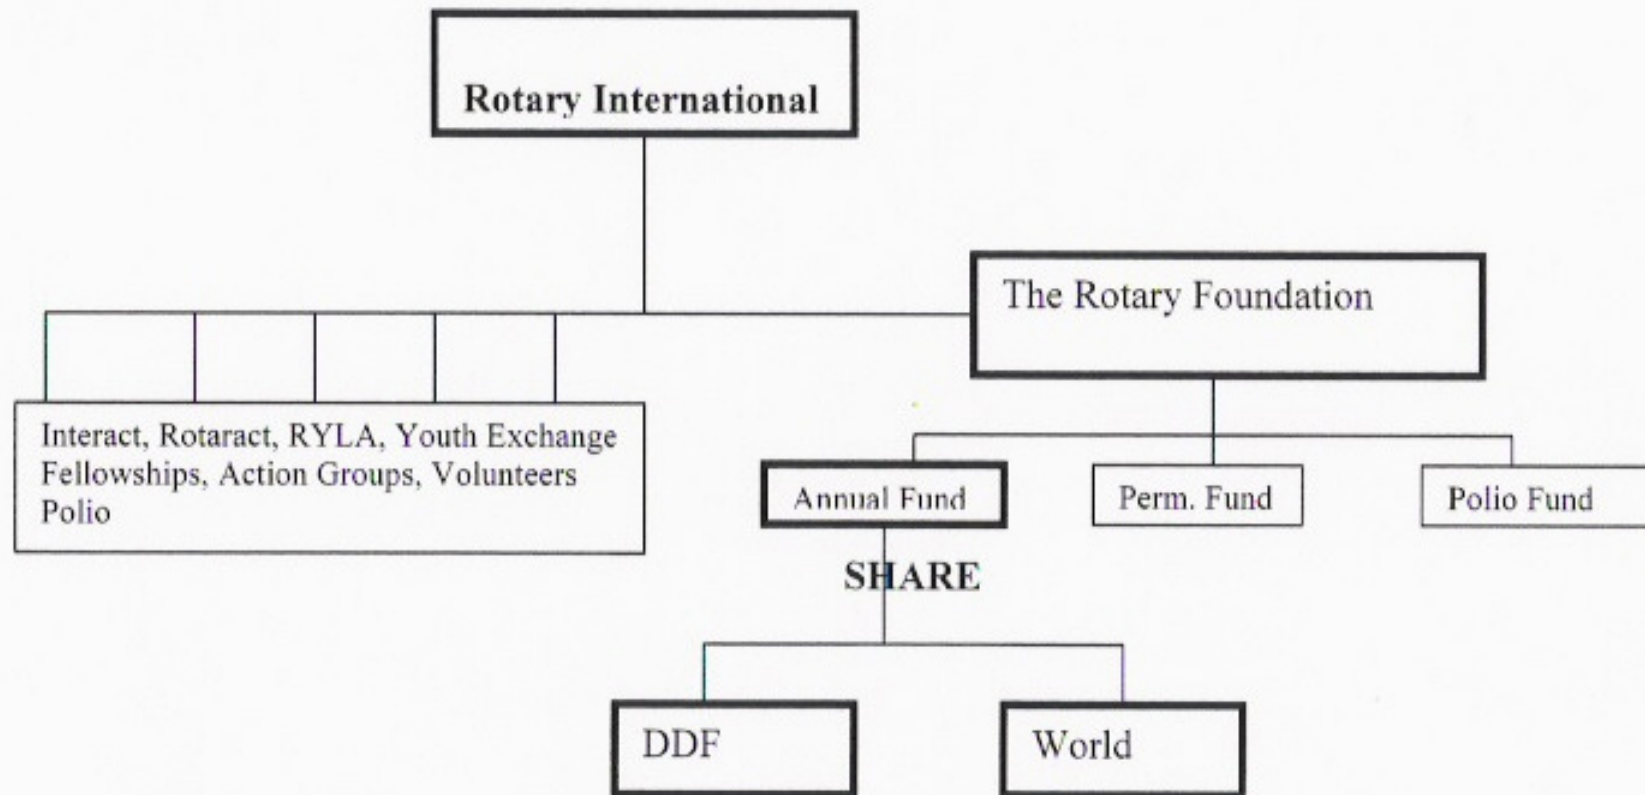 Rotary International
The Rotary Foundation
Interact, Rotaract, RYLA, Youth Exchange
Fellowships, Action Groups, Volunteers
Polio
Annual Fund
Perm. Fund
Polio Fund
SHARE
DDF
World